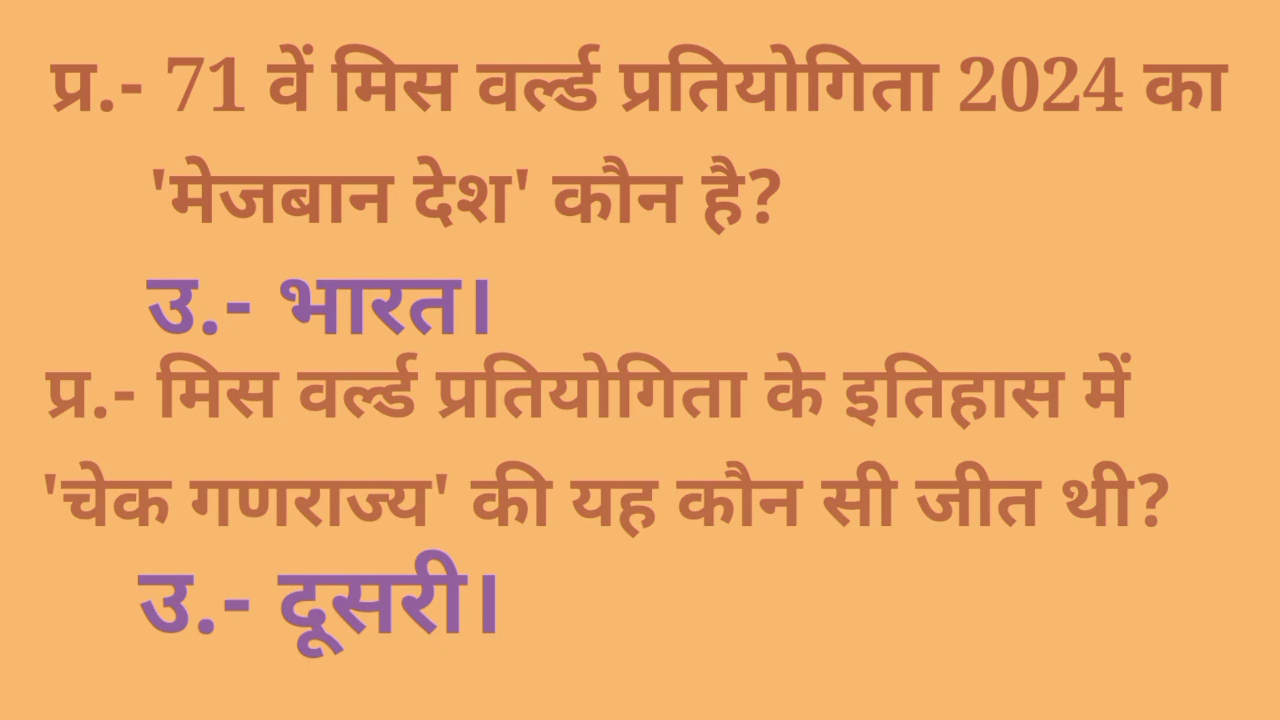 प्र.- 71 वें मिस वर्ल्ड प्रतियोगिता 2024 का
'मेजबान देश' कौन है?
उ.- भारत।
प्र.- मिस वर्ल्ड प्रतियोगिता के इतिहास में
'चेक गणराज्य' की यह कौन सी जीत थी?
उ.- दूसरी।